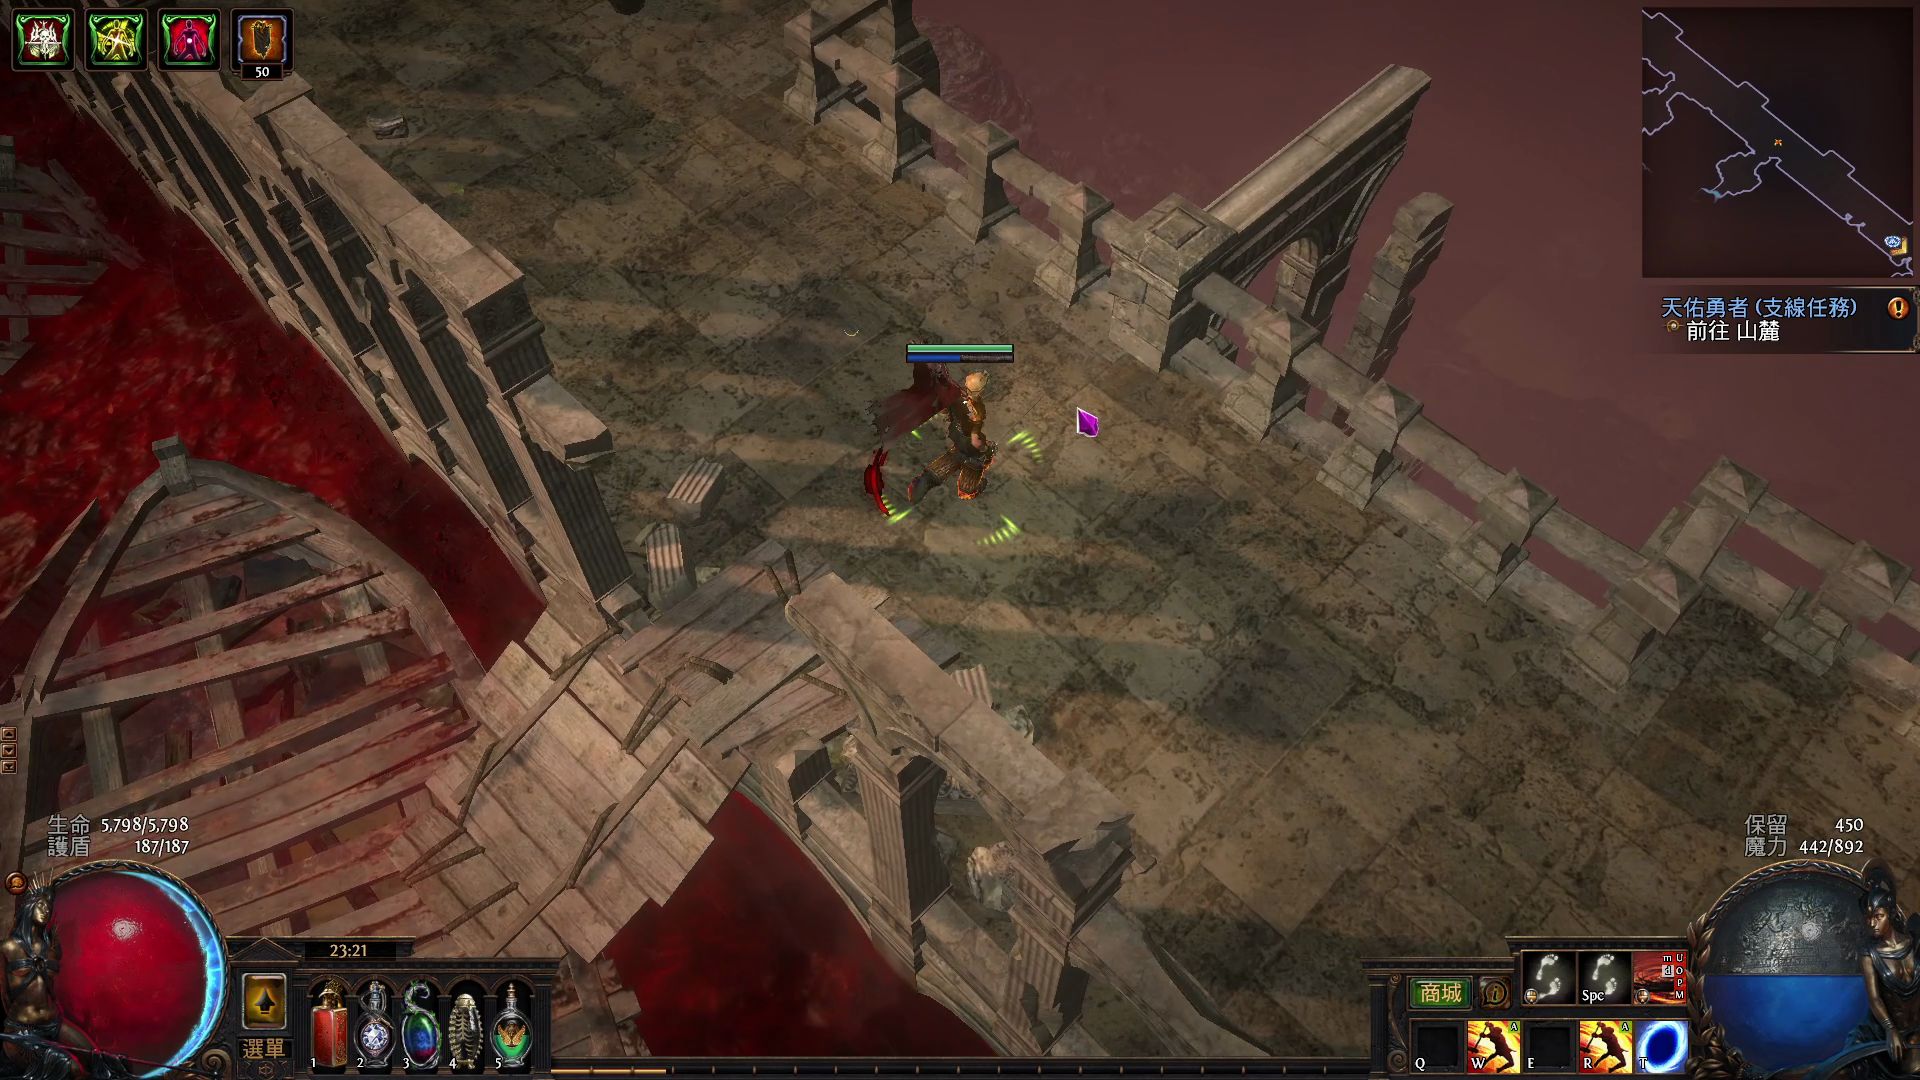 50
天佑勇者 (支線任務)
前往 山麓
生命 5,798/5,798
護盾 187/187
保留 450
魔力 442/892
23:21
選單
1
2
3
4
5
商城
Spc
Q
W A
E
R A
T